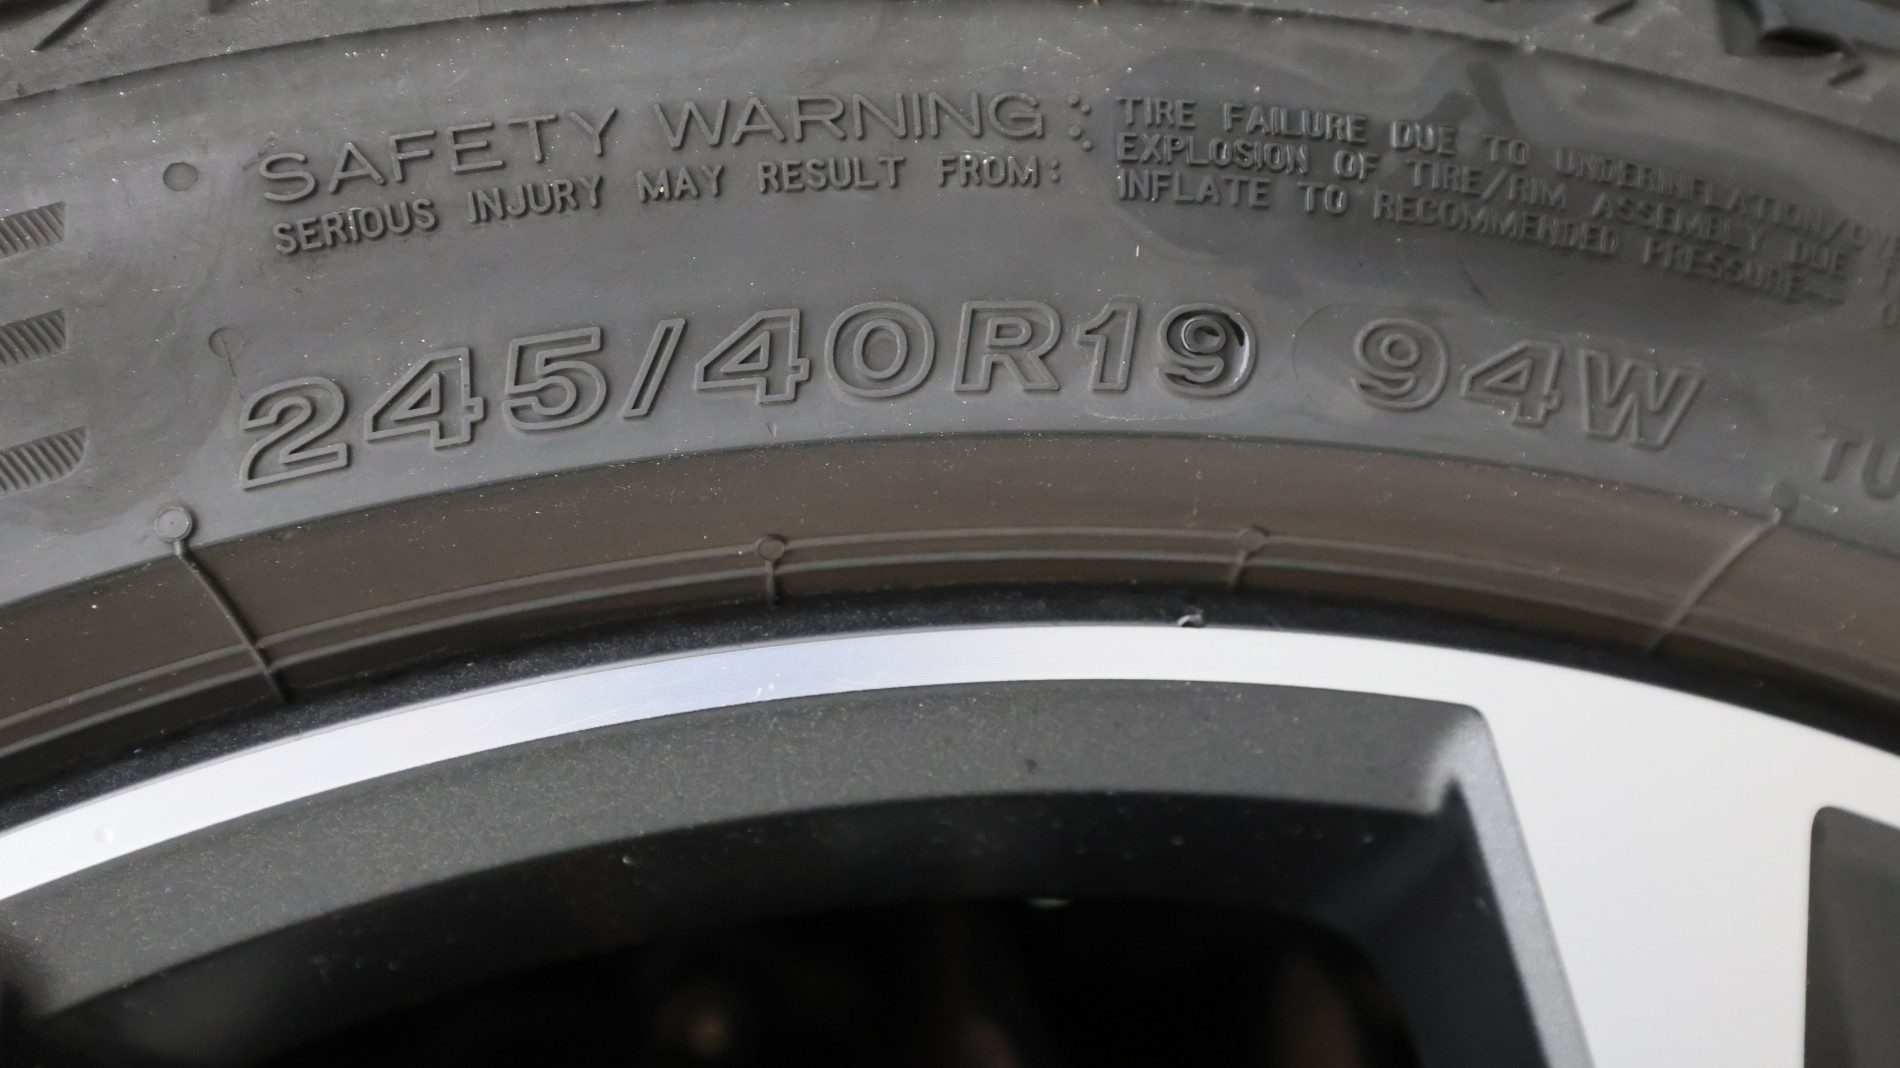 SAFETY WARNING
SERIOUS INJURY MAY RESULT FROM:
TIRE FAILURE DUE TO UNDERINFLATION/
EXPLOSION OF TIRE/RIM ASSEMBLY DUE
INFLATE TO RECOMMENDED PRESSURE
245/40R19 94W
TU